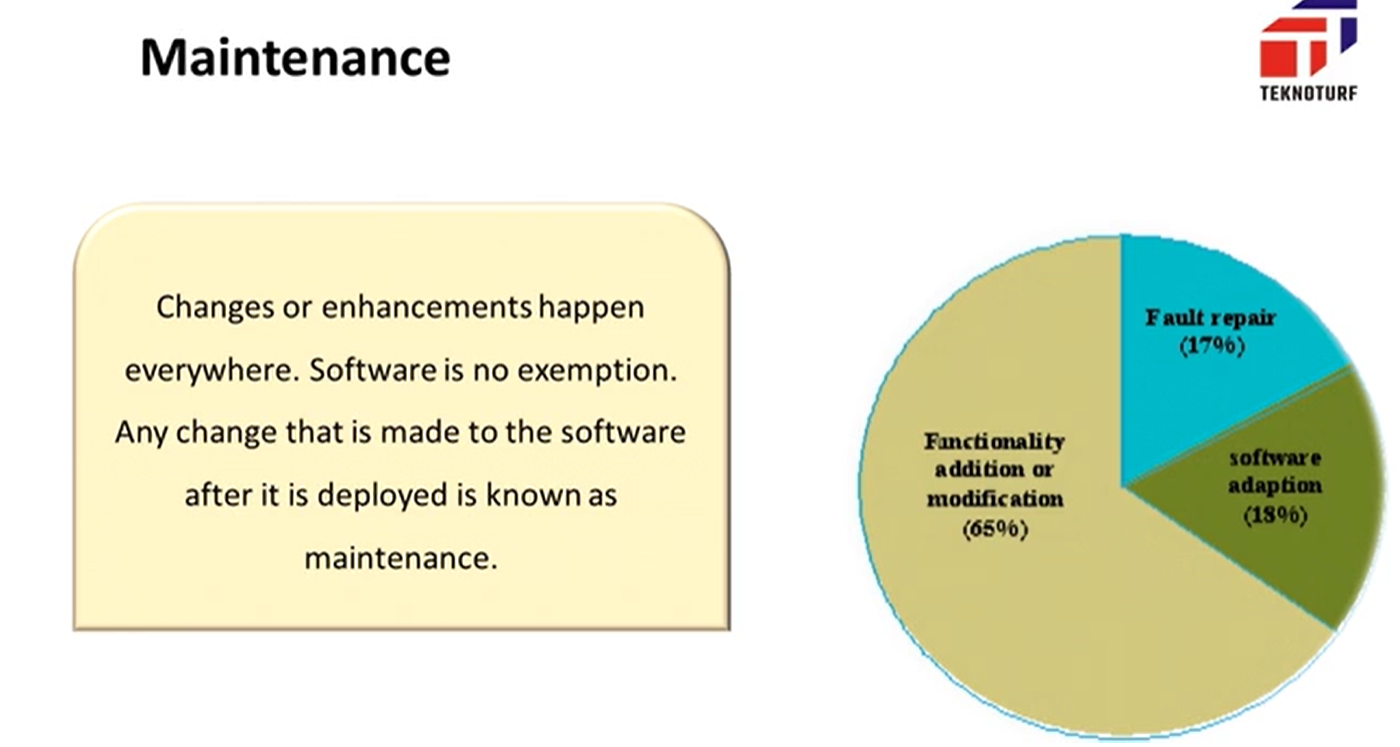 Maintenance
TEKNOTURF
Changes or enhancements happen
everywhere. Software is no exemption.
Any change that is made to the software
after it is deployed is known as
maintenance.
Fault repair
(17%)
Functionality
addition or
modification
(65%)
software
adaption
(18%)